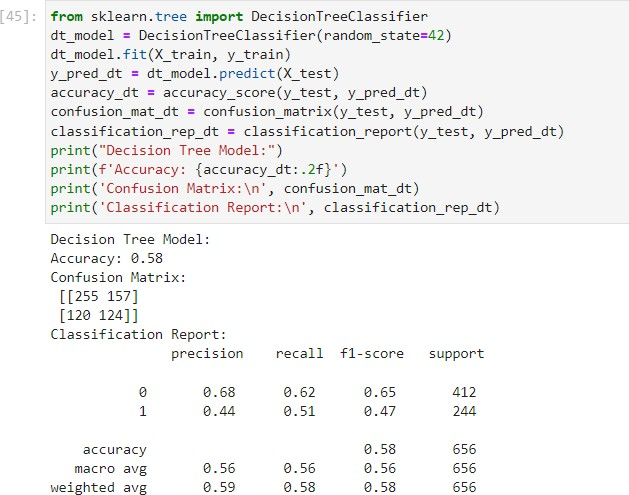 [45]: from sklearn.tree import DecisionTreeClassifier
dt_model = DecisionTreeClassifier(random_state=42)
dt_model.fit(X_train, y_train)
y_pred_dt = dt_model.predict(X_test)
accuracy_dt = accuracy_score(y_test, y_pred_dt)
confusion_mat_dt = confusion_matrix(y_test, y_pred_dt)
classification_rep_dt = classification_report(y_test, y_pred_dt)
print("Decision Tree Model:")
print(f'Accuracy: {accuracy_dt:.2f}')
print('Confusion Matrix:\n', confusion_mat_dt)
print('Classification Report:\n', classification_rep_dt)
Decision Tree Model:
Accuracy: 0.58
Confusion Matrix:
[[255 157]
[120 124]]
Classification Report:
precision recall f1-score support
0 0.68 0.62 0.65 412
1 0.44 0.51 0.47 244
accuracy 0.58 656
macro avg 0.56 0.56 0.56 656
weighted avg 0.59 0.58 0.58 656